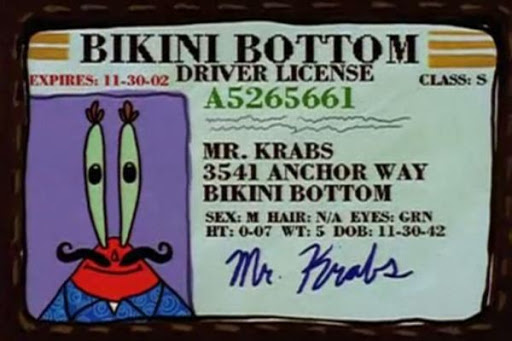 BIKINI BOTTOM
DRIVER LICENSE
EXPIRES: 11-30-02
CLASS: S
A5265661
MR. KRABS
3541 ANCHOR WAY
BIKINI BOTTOM
SEX: M HAIR: N/A EYES: GRN
HT: 0-07 WT: 5 DOB: 11-30-42
Mr. Krabs